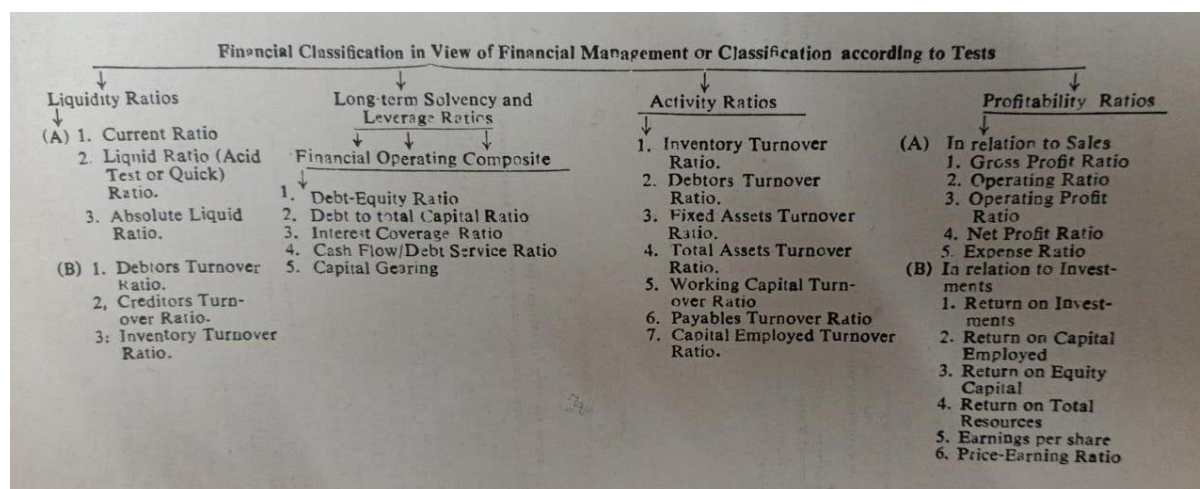 Financial Classification in View of Financial Management or Classification according to Tests
Liquidity Ratios
(A) 1. Current Ratio
2. Liquid Ratio (Acid
Test or Quick)
Ratio.
3. Absolute Liquid
Ratio.
(B) 1. Debtors Turnover
Ratio.
2, Creditors Turn-
over Ratio.
3: Inventory Turnover
Ratio.
Long-term Solvency and
Leverage Ratios
Financial Operating Composite
1. Debt-Equity Ratio
2. Debt to total Capital Ratio
3. Interest Coverage Ratio
4. Cash Flow/Debt Service Ratio
5. Capital Gearing
Activity Ratios
1. Inventory Turnover
Ratio.
2. Debtors Turnover
Ratio.
3. Fixed Assets Turnover
Ratio.
4. Total Assets Turnover
Ratio.
5. Working Capital Turn-
over Ratio
6. Payables Turnover Ratio
7. Capital Employed Turnover
Ratio.
Profitability Ratios
(A) In relation to Sales
1. Gross Profit Ratio
2. Operating Ratio
3. Operating Profit
Ratio
4. Net Profit Ratio
5. Expense Ratio
(B) In relation to Invest-
ments
1. Return on Invest-
ments
2. Return on Capital
Employed
3. Return on Equity
Capital
4. Return on Total
Resources
5. Earnings per share
6. Price-Earning Ratio